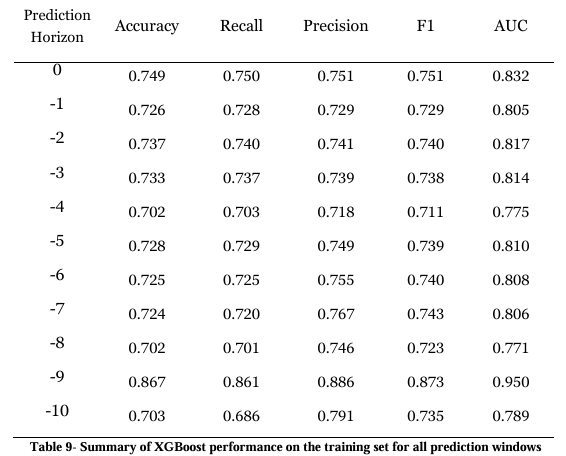 Prediction Horizon Accuracy Recall Precision F1 AUC
0 0.749 0.750 0.751 0.751 0.832
-1 0.726 0.728 0.729 0.729 0.805
-2 0.737 0.740 0.741 0.740 0.817
-3 0.733 0.737 0.739 0.738 0.814
-4 0.702 0.703 0.718 0.711 0.775
-5 0.728 0.729 0.749 0.739 0.810
-6 0.725 0.725 0.755 0.740 0.808
-7 0.724 0.720 0.767 0.743 0.806
-8 0.702 0.701 0.746 0.723 0.771
-9 0.867 0.861 0.886 0.873 0.950
-10 0.703 0.686 0.791 0.735 0.789
Table 9- Summary of XGBoost performance on the training set for all prediction windows